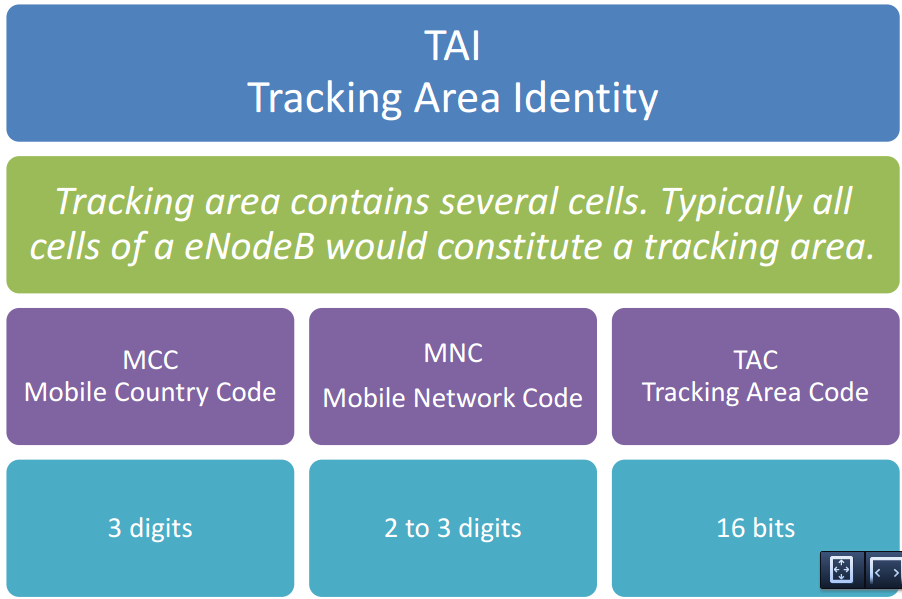 TAI
Tracking Area Identity
Tracking area contains several cells. Typically all
cells of a eNodeB would constitute a tracking area.
MCC
Mobile Country Code
MNC
Mobile Network Code
TAC
Tracking Area Code
3 digits
2 to 3 digits
16 bits